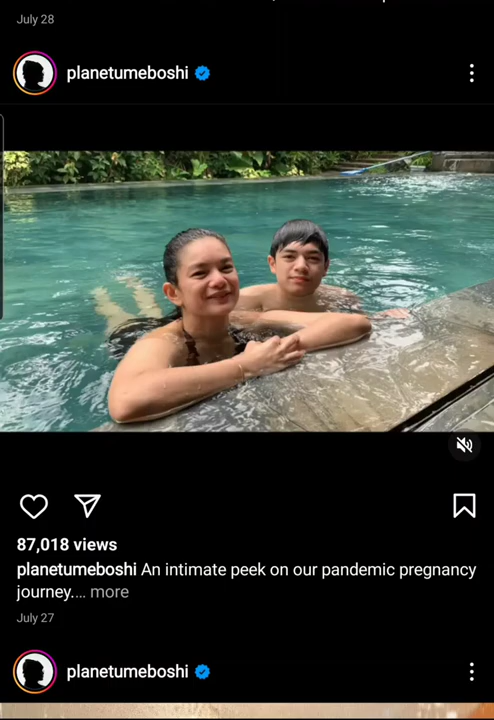 July 28
planetumeboshi
87,018 views
planetumeboshi An intimate peek on our pandemic pregnancy
journey.... more
July 27
planetumeboshi